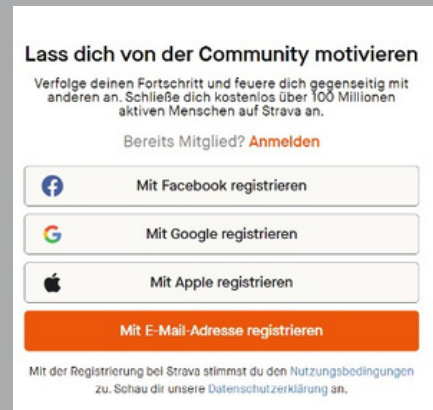 Lass dich von der Community motivieren
Verfolge deinen Fortschritt und feuere dich gegenseitig mit
anderen an. Schließe dich kostenlos über 100 Millionen
aktiven Menschen auf Strava an.
Bereits Mitglied? Anmelden
Mit Facebook registrieren
Mit Google registrieren
Mit Apple registrieren
Mit E-Mail-Adresse registrieren
Mit der Registrierung bei Strava stimmst du den Nutzungsbedingungen
zu. Schau dir unsere Datenschutzerklärung an.